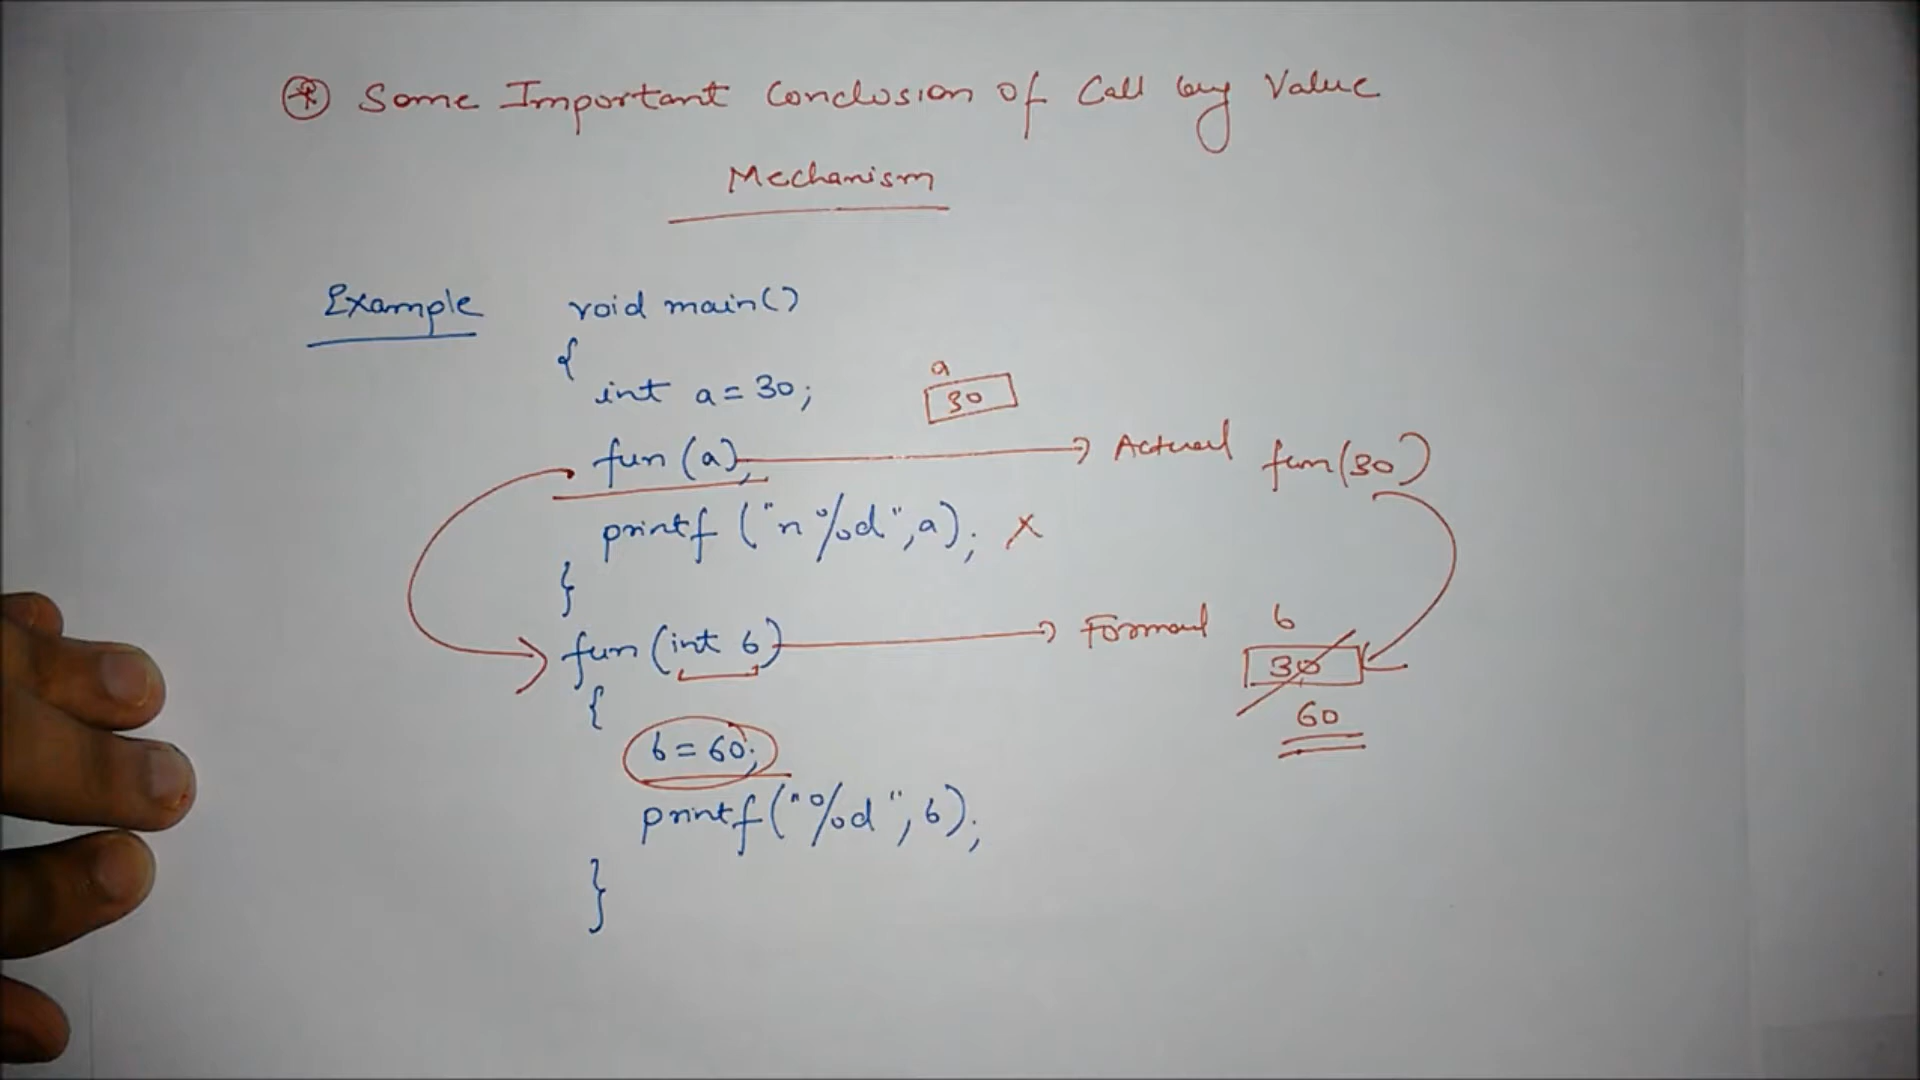 * Some Important Conclusion of Call by Value
Mechanism
Example void main()
{
int a = 30;
a
30
fun (a); → Actual fun(30)
printf ("n %d", a); x
}
fun (int b) → Formal
b
30
60
{
b = 60;
printf("%d", b);
}